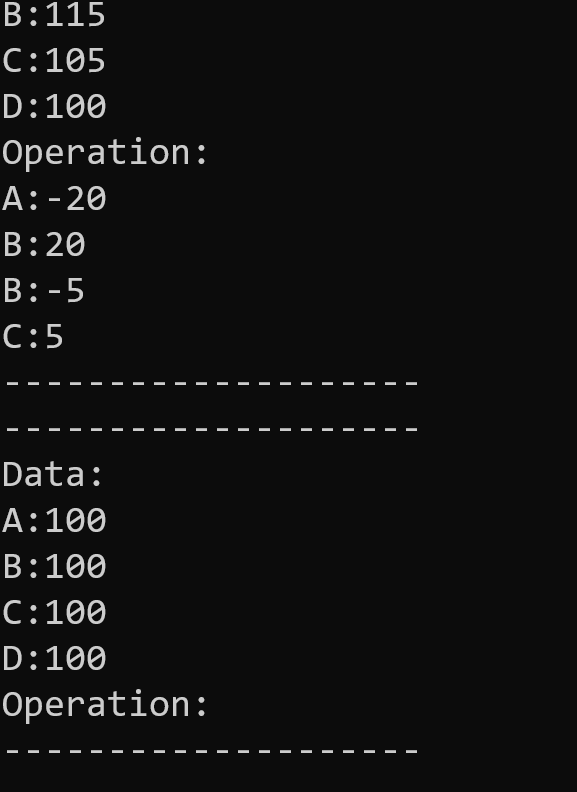 B:115
C:105
D:100
Operation:
A:-20
B:20
B:-5
C:5
--------------------
--------------------
Data:
A:100
B:100
C:100
D:100
Operation:
--------------------